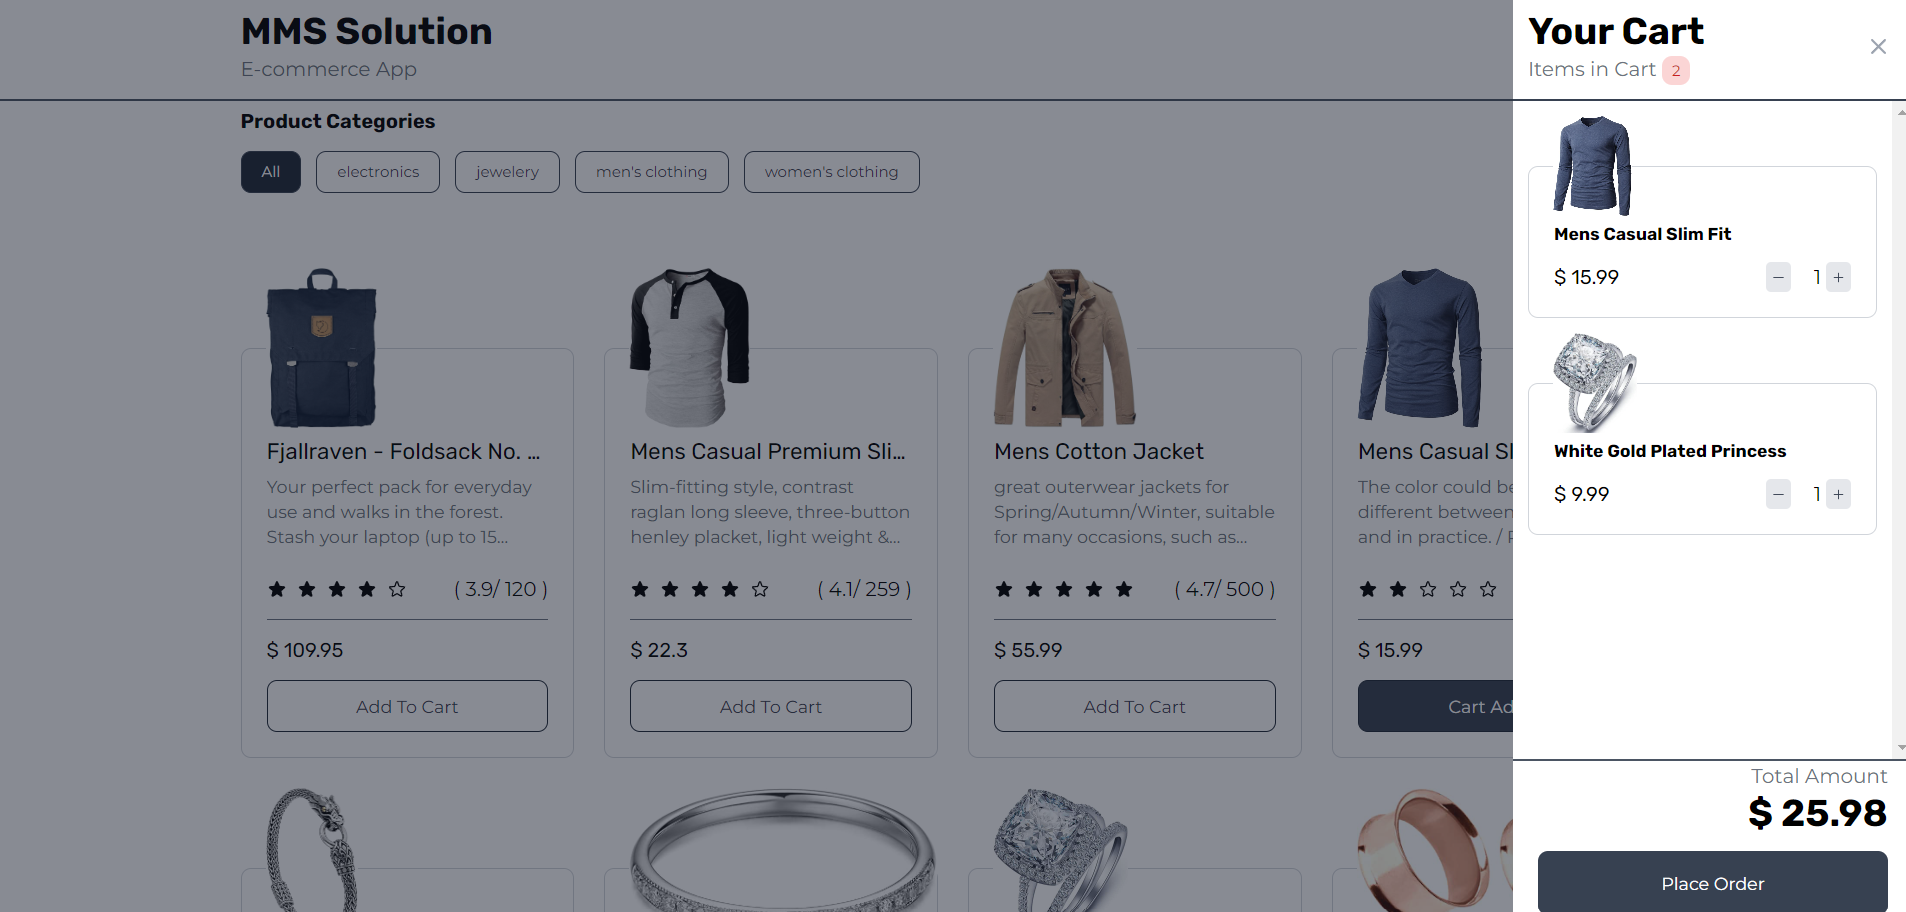 MMS Solution
E-commerce App
Product Categories
All
electronics
jewelery
men's clothing
women's clothing
Fjallraven - Foldsack No. ...
Your perfect pack for everyday
use and walks in the forest.
Stash your laptop (up to 15...
( 3.9/ 120 )
$ 109.95
Add To Cart
Mens Casual Premium Sli...
Slim-fitting style, contrast
raglan long sleeve, three-button
henley placket, light weight &...
( 4.1/ 259 )
$ 22.3
Add To Cart
Mens Cotton Jacket
great outerwear jackets for
Spring/Autumn/Winter, suitable
for many occasions, such as...
( 4.7/ 500 )
$ 55.99
Add To Cart
Mens Casual Sl
The color could be
different between
and in practice. /
$ 15.99
Cart Ad
Your Cart
Items in Cart 2
Mens Casual Slim Fit
$ 15.99
− 1 +
White Gold Plated Princess
$ 9.99
− 1 +
Total Amount
$ 25.98
Place Order